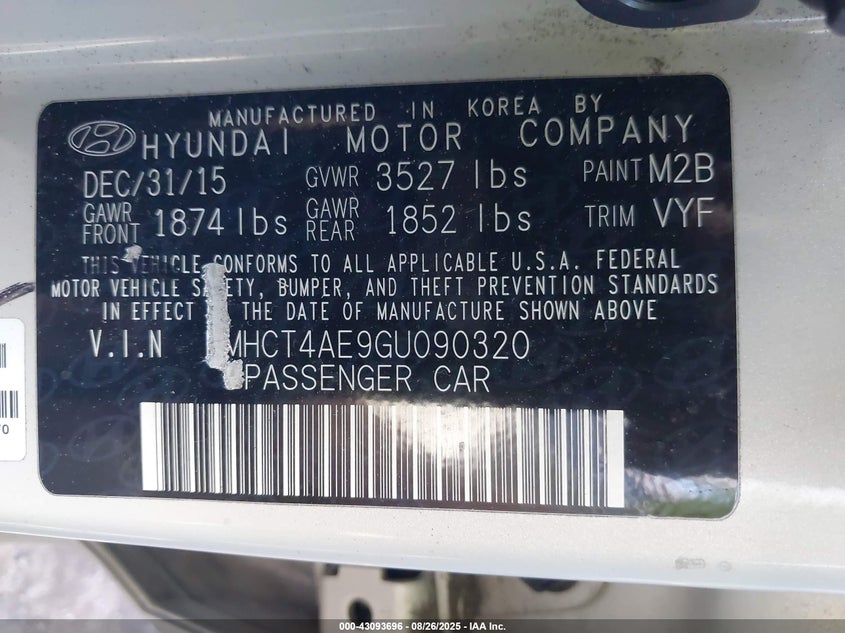 MANUFACTURED IN KOREA BY
HYUNDAI MOTOR COMPANY
DEC/31/15 GVWR 3527 lbs PAINT M2B
GAWR FRONT 1874 lbs GAWR REAR 1852 lbs TRIM VYF
THIS VEHICLE CONFORMS TO ALL APPLICABLE U.S.A. FEDERAL
MOTOR VEHICLE SAFETY, BUMPER, AND THEFT PREVENTION STANDARDS
IN EFFECT THE DATE OF MANUFACTURE SHOWN ABOVE
V.I.N MHCT4AE9GU090320
PASSENGER CAR
000-43093696 - 08/26/2025 - IAA Inc.